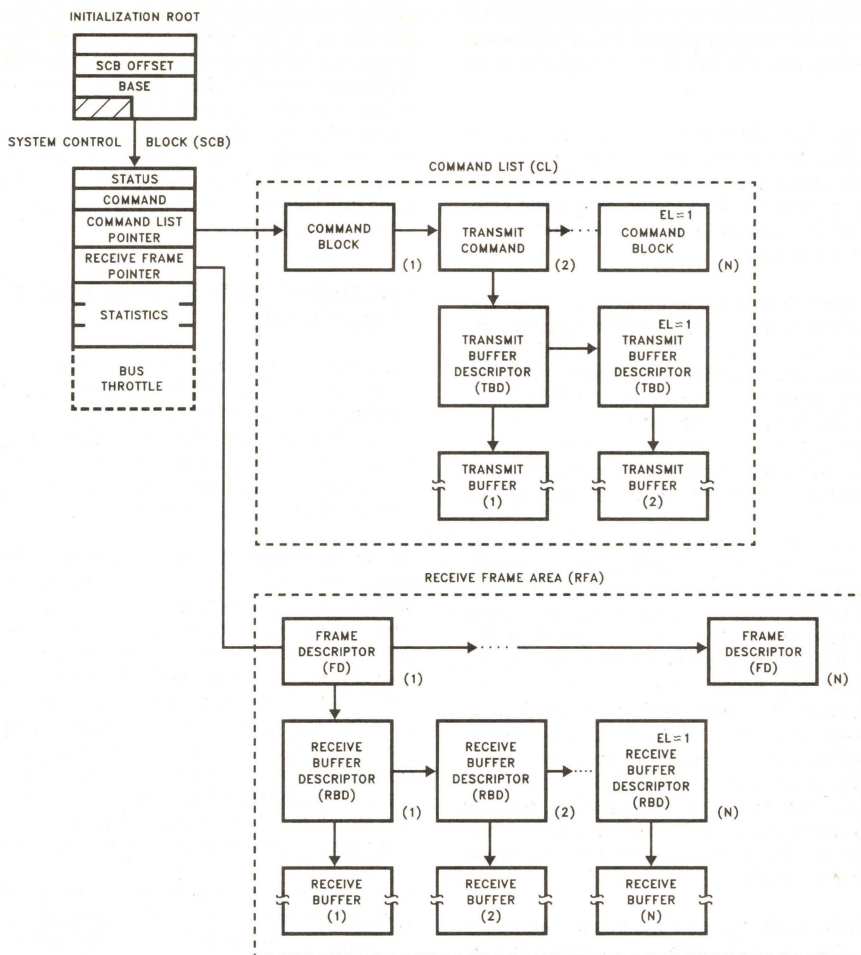 INITIALIZATION ROOT
SCB OFFSET
BASE
SYSTEM CONTROL BLOCK (SCB)
STATUS
COMMAND
COMMAND LIST
POINTER
RECEIVE FRAME
POINTER
STATISTICS
BUS
THROTTLE
COMMAND LIST (CL)
COMMAND
BLOCK
(1)
TRANSMIT
COMMAND
(2)
EL=1
COMMAND
BLOCK
(N)
TRANSMIT
BUFFER
DESCRIPTOR
(TBD)
EL=1
TRANSMIT
BUFFER
DESCRIPTOR
(TBD)
TRANSMIT
BUFFER
(1)
TRANSMIT
BUFFER
(2)
RECEIVE FRAME AREA (RFA)
FRAME
DESCRIPTOR
(FD)
(1)
FRAME
DESCRIPTOR
(FD)
(N)
RECEIVE
BUFFER
DESCRIPTOR
(RBD)
(1)
RECEIVE
BUFFER
DESCRIPTOR
(RBD)
(2)
EL=1
RECEIVE
BUFFER
DESCRIPTOR
(RBD)
(N)
RECEIVE
BUFFER
(1)
RECEIVE
BUFFER
(2)
RECEIVE
BUFFER
(N)